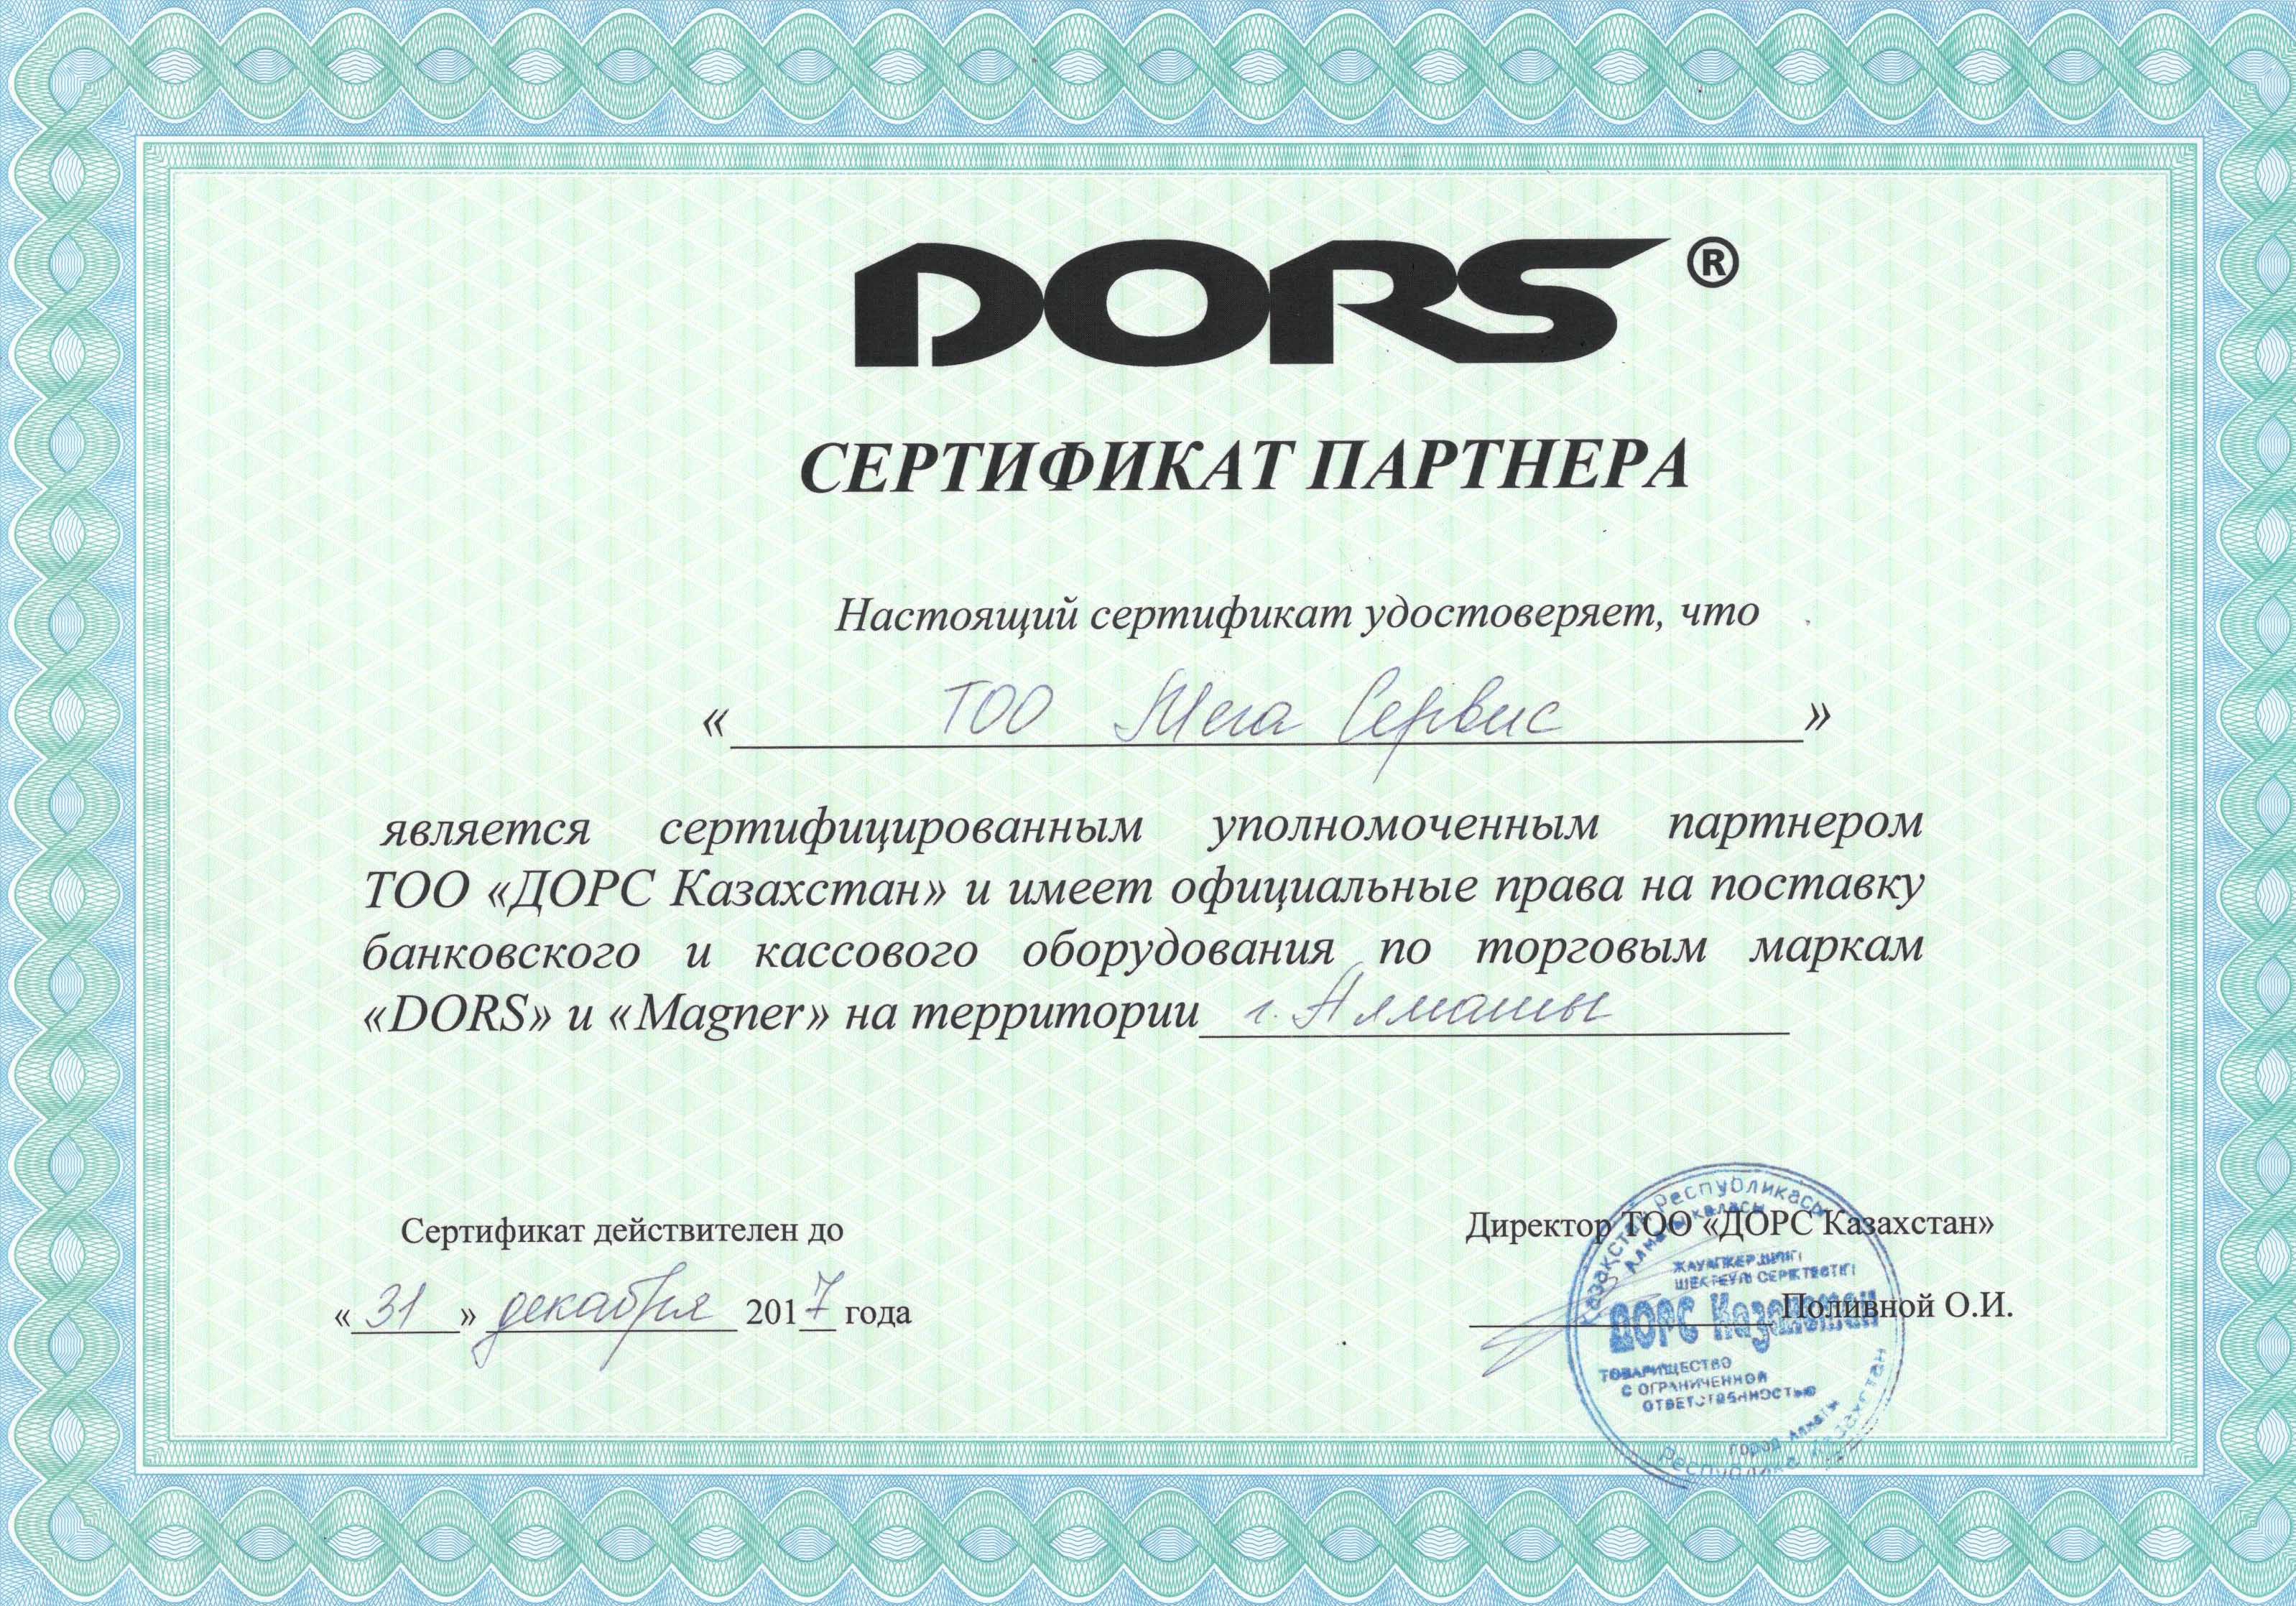 DORS®
СЕРТИФИКАТ ПАРТНЕРА
Настоящий сертификат удостоверяет, что
« ТОО Мега Сервис »
является сертифицированным уполномоченным партнером
ТОО «ДОРС Казахстан» и имеет официальные права на поставку
банковского и кассового оборудования по торговым маркам
«DORS» и «Magner» на территории г. Алматы
Сертификат действителен до
« 31 » декабря 2017 года
Директор ТОО «ДОРС Казахстан»
Поливной О.И.
Қазақстан Республикасы
Алматы қаласы
ЖАУАПКЕРШІЛІГІ
ШЕКТЕУЛІ СЕРІКТЕСТІГІ
ДОРС Казахстан
ТОВАРИЩЕСТВО
С ОГРАНИЧЕННОЙ
ОТВЕТСТВЕННОСТЬЮ
город Алматы
Республика Казахстан